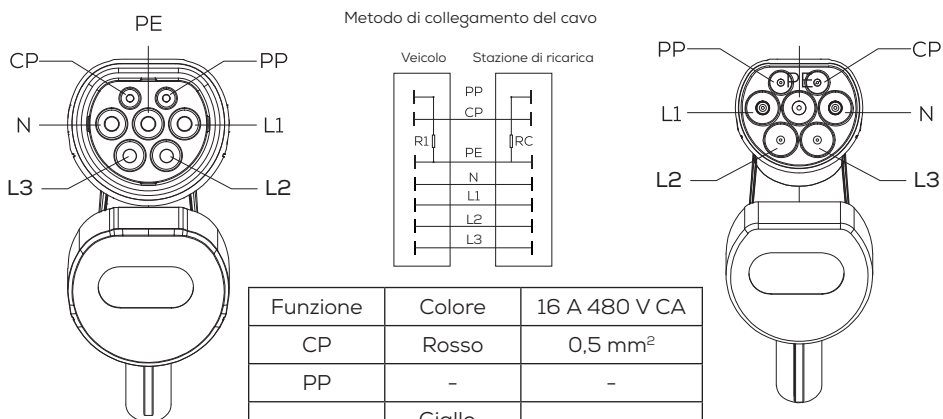 Metodo di collegamento del cavo
PE
CP
PP
N
L1
L3
L2
Veicolo Stazione di ricarica
PP
CP
R1
RC
PE
N
L1
L2
L3
PP
CP
L1
N
L2
L3
Funzione Colore 16 A 480 V CA
CP Rosso 0,5 mm²
PP - -